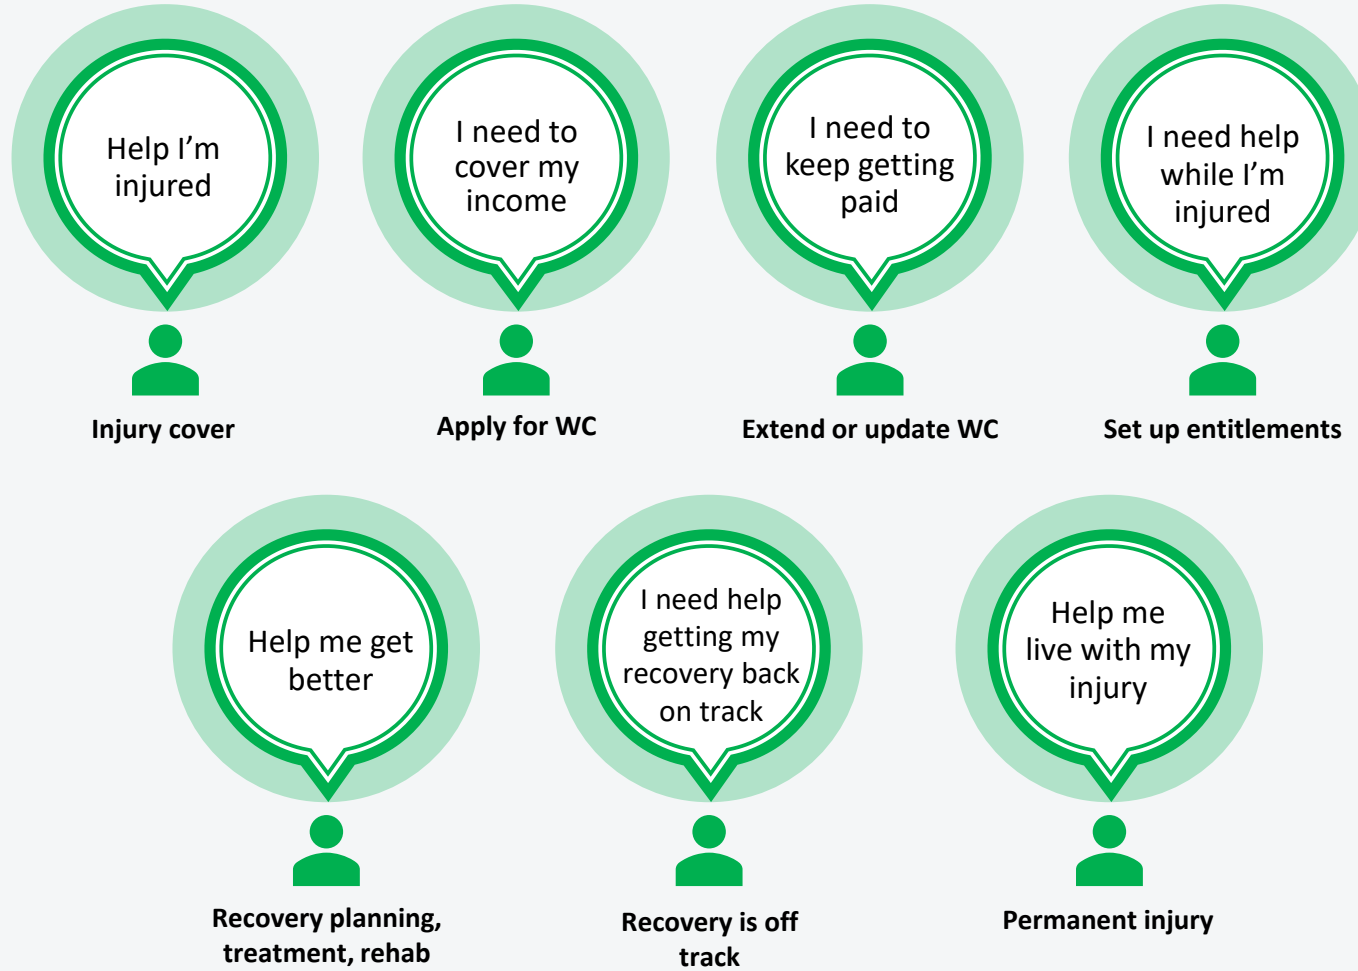 Help I’m
injured
I need to
cover my
income
I need to
keep getting
paid
I need help
while I’m
injured
Injury cover
Apply for WC
Extend or update WC
Set up entitlements
Help me get
better
I need help
getting my
recovery back
on track
Help me
live with my
injury
Recovery planning,
treatment, rehab
Recovery is off
track
Permanent injury